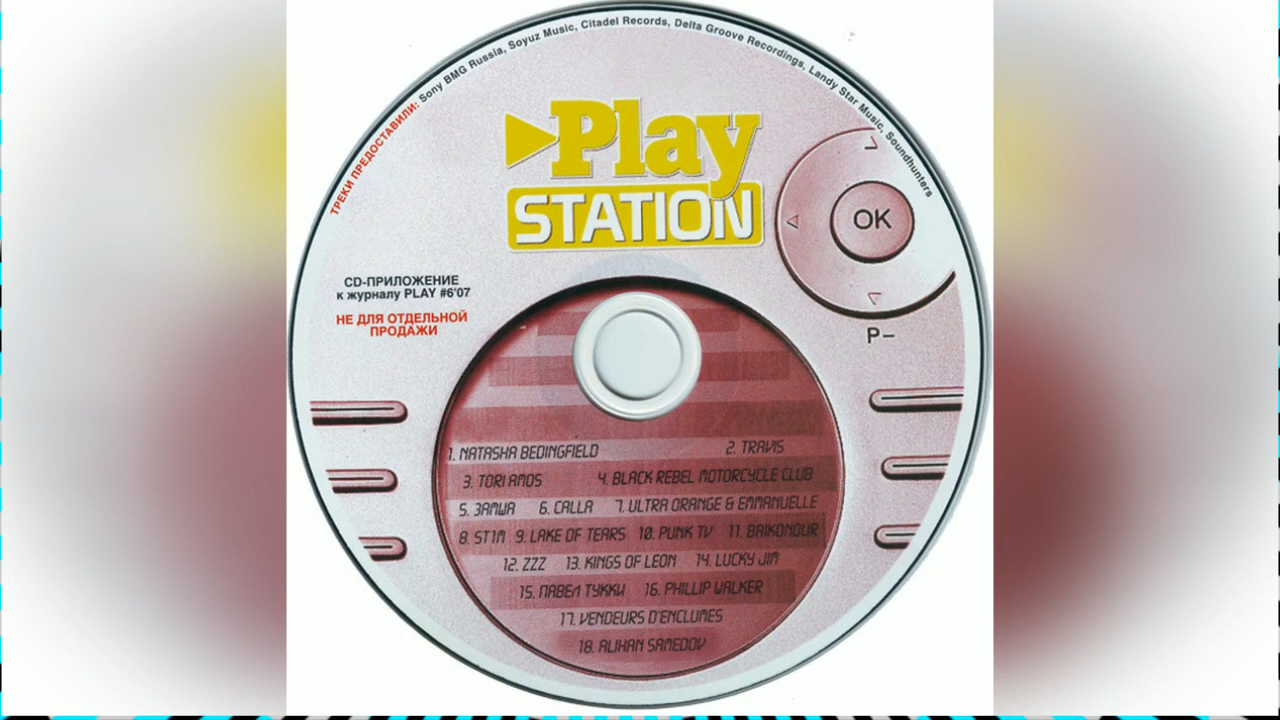 ТРЕКИ ПРЕДОСТАВИЛИ: Sony BMG Russia, Soyuz Music, Citadel Records, Delta Groove Recordings, Landy Star Music, Soundhunters
Play
STATION
OK
P–
CD-ПРИЛОЖЕНИЕ
к журналу PLAY #6'07
НЕ ДЛЯ ОТДЕЛЬНОЙ
ПРОДАЖИ
1. NATASHA BEDINGFIELD 2. TRAVIS
3. TORI AMOS 4. BLACK REBEL MOTORCYCLE CLUB
5. ЗАМША 6. CALLA 7. ULTRA ORANGE & EMMANUELLE
8. ST1M 9. LAKE OF TEARS 10. PUNK TV 11. BAIKONOUR
12. ZZZ 13. KINGS OF LEON 14. LUCKY JIM
15. ПАВЕЛ ТУККИ 16. PHILLIP WALKER
17. VENDEURS D'ENCLUMES
18. ALIHAN SAMEDOV